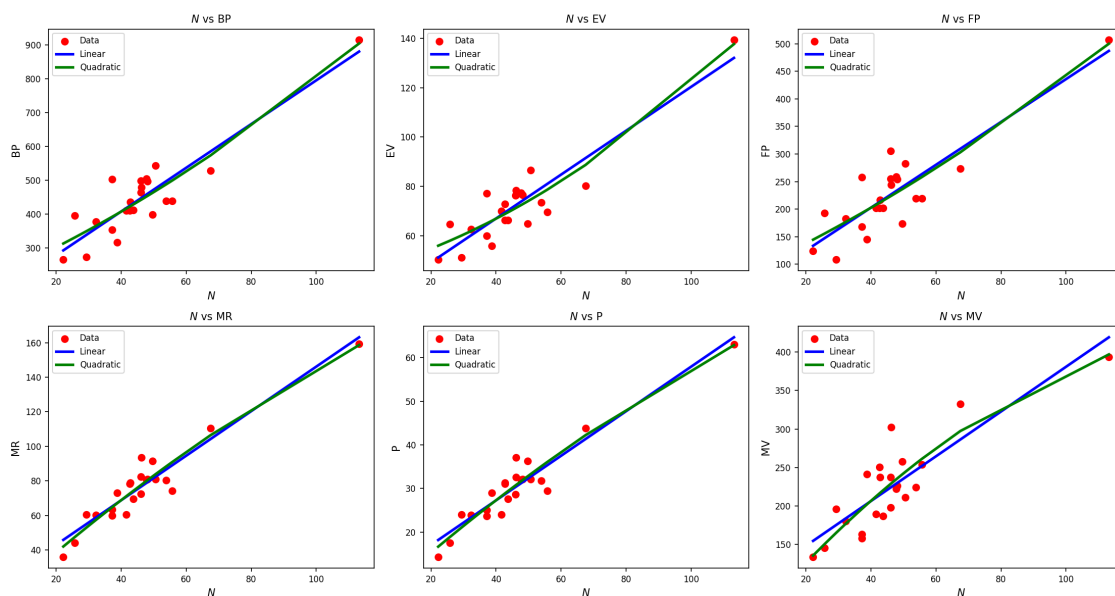 N vs BP
Data
Linear
Quadratic
BP
900
800
700
600
500
400
300
20 40 60 80 100
N
N vs EV
Data
Linear
Quadratic
EV
140
120
100
80
60
20 40 60 80 100
N
N vs FP
Data
Linear
Quadratic
FP
500
450
400
350
300
250
200
150
100
20 40 60 80 100
N
N vs MR
Data
Linear
Quadratic
MR
160
140
120
100
80
60
40
20 40 60 80 100
N
N vs P
Data
Linear
Quadratic
P
60
50
40
30
20
20 40 60 80 100
N
N vs MV
Data
Linear
Quadratic
MV
400
350
300
250
200
150
20 40 60 80 100
N